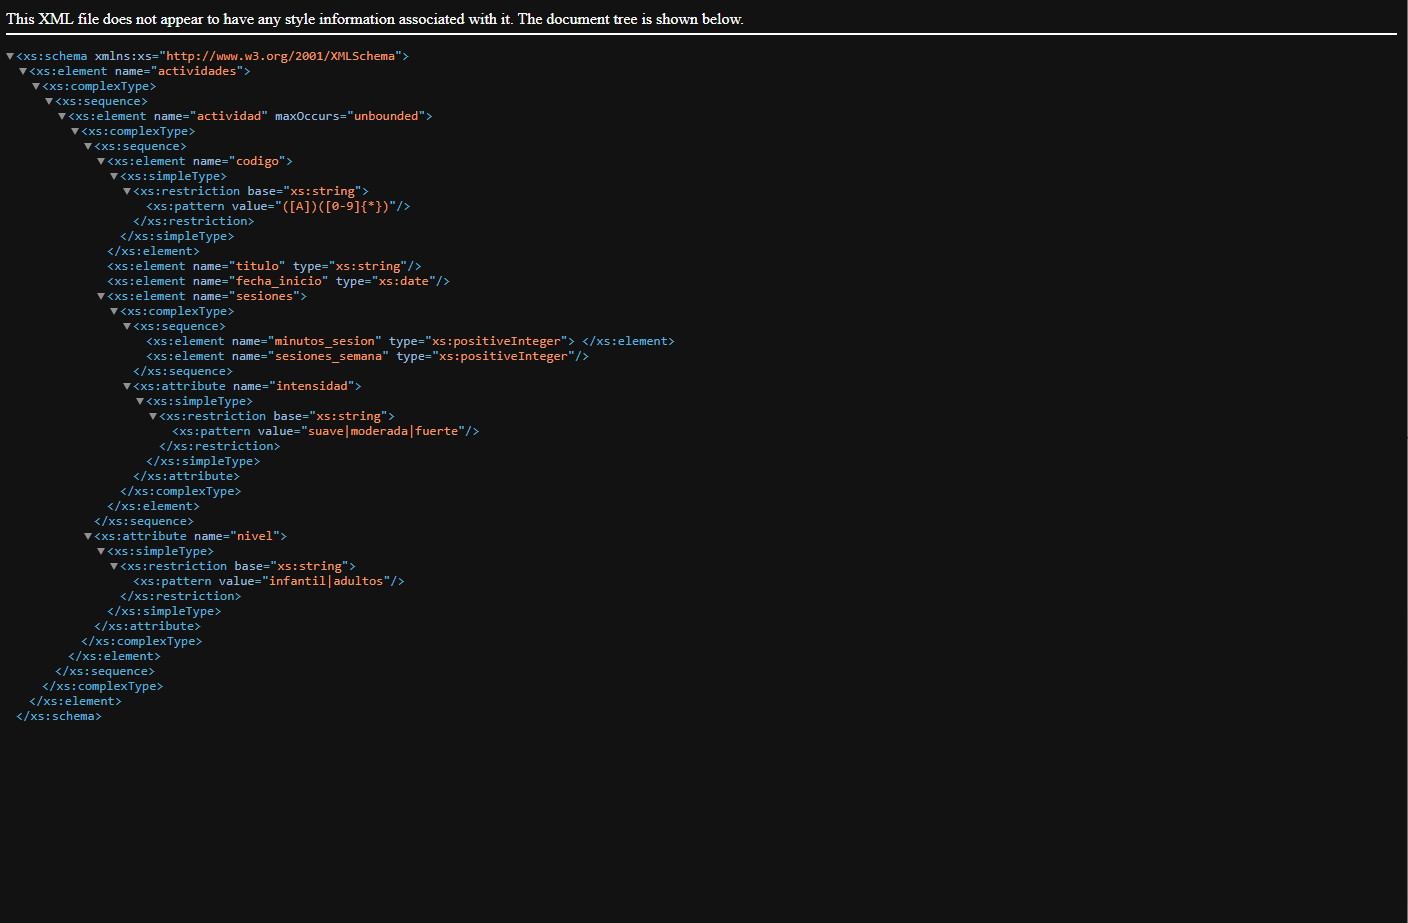 This XML file does not appear to have any style information associated with it. The document tree is shown below.
▼<xs:schema xmlns:xs="http://www.w3.org/2001/XMLSchema">
▼<xs:element name="actividades">
▼<xs:complexType>
▼<xs:sequence>
▼<xs:element name="actividad" maxOccurs="unbounded">
▼<xs:complexType>
▼<xs:sequence>
▼<xs:element name="codigo">
▼<xs:simpleType>
▼<xs:restriction base="xs:string">
<xs:pattern value="([A])([0-9]{*})"/>
</xs:restriction>
</xs:simpleType>
</xs:element>
<xs:element name="titulo" type="xs:string"/>
<xs:element name="fecha_inicio" type="xs:date"/>
▼<xs:element name="sesiones">
▼<xs:complexType>
▼<xs:sequence>
<xs:element name="minutos_sesion" type="xs:positiveInteger"> </xs:element>
<xs:element name="sesiones_semana" type="xs:positiveInteger"/>
</xs:sequence>
▼<xs:attribute name="intensidad">
▼<xs:simpleType>
▼<xs:restriction base="xs:string">
<xs:pattern value="suave|moderada|fuerte"/>
</xs:restriction>
</xs:simpleType>
</xs:attribute>
</xs:complexType>
</xs:element>
</xs:sequence>
▼<xs:attribute name="nivel">
▼<xs:simpleType>
▼<xs:restriction base="xs:string">
<xs:pattern value="infantil|adultos"/>
</xs:restriction>
</xs:simpleType>
</xs:attribute>
</xs:complexType>
</xs:element>
</xs:sequence>
</xs:complexType>
</xs:element>
</xs:schema>